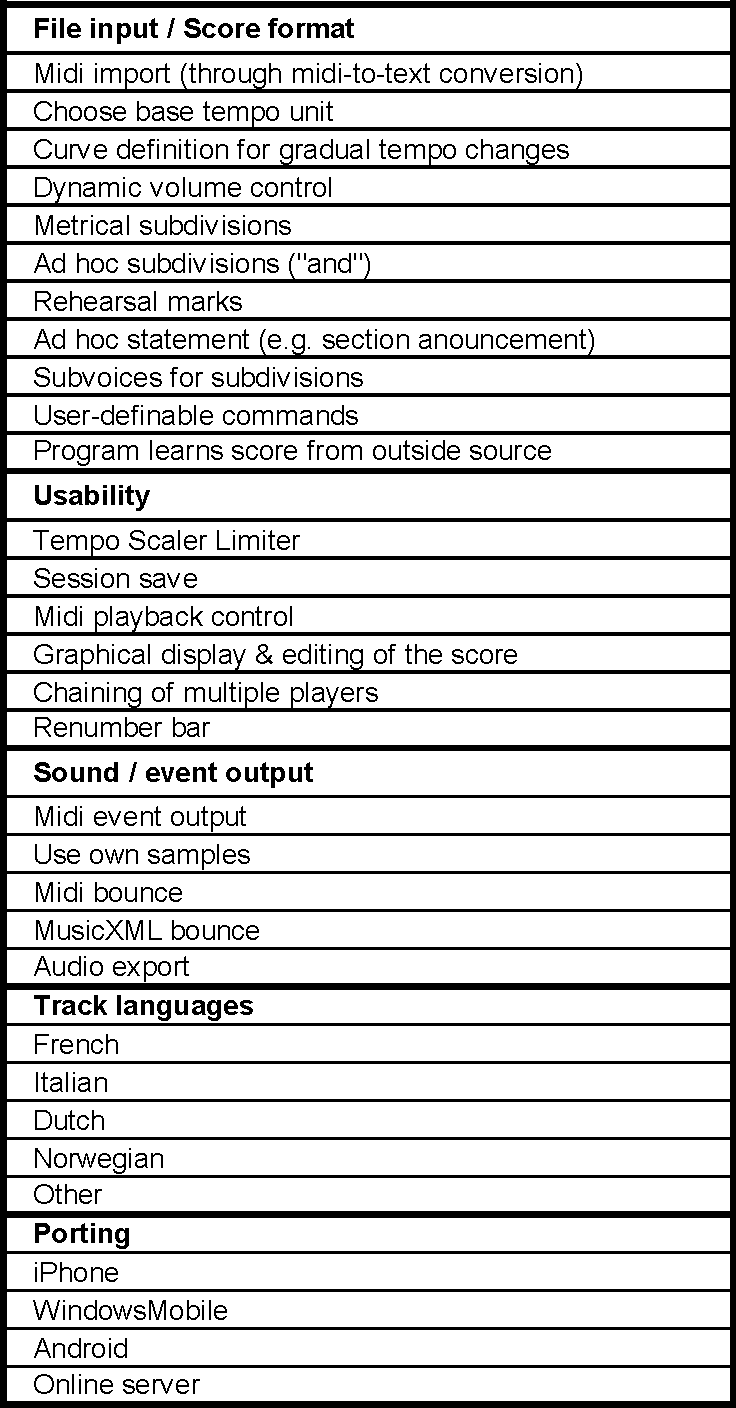 File input / Score format
Midi import (through midi-to-text conversion)
Choose base tempo unit
Curve definition for gradual tempo changes
Dynamic volume control
Metrical subdivisions
Ad hoc subdivisions ("and")
Rehearsal marks
Ad hoc statement (e.g. section anouncement)
Subvoices for subdivisions
User-definable commands
Program learns score from outside source
Usability
Tempo Scaler Limiter
Session save
Midi playback control
Graphical display & editing of the score
Chaining of multiple players
Renumber bar
Sound / event output
Midi event output
Use own samples
Midi bounce
MusicXML bounce
Audio export
Track languages
French
Italian
Dutch
Norwegian
Other
Porting
iPhone
WindowsMobile
Android
Online server